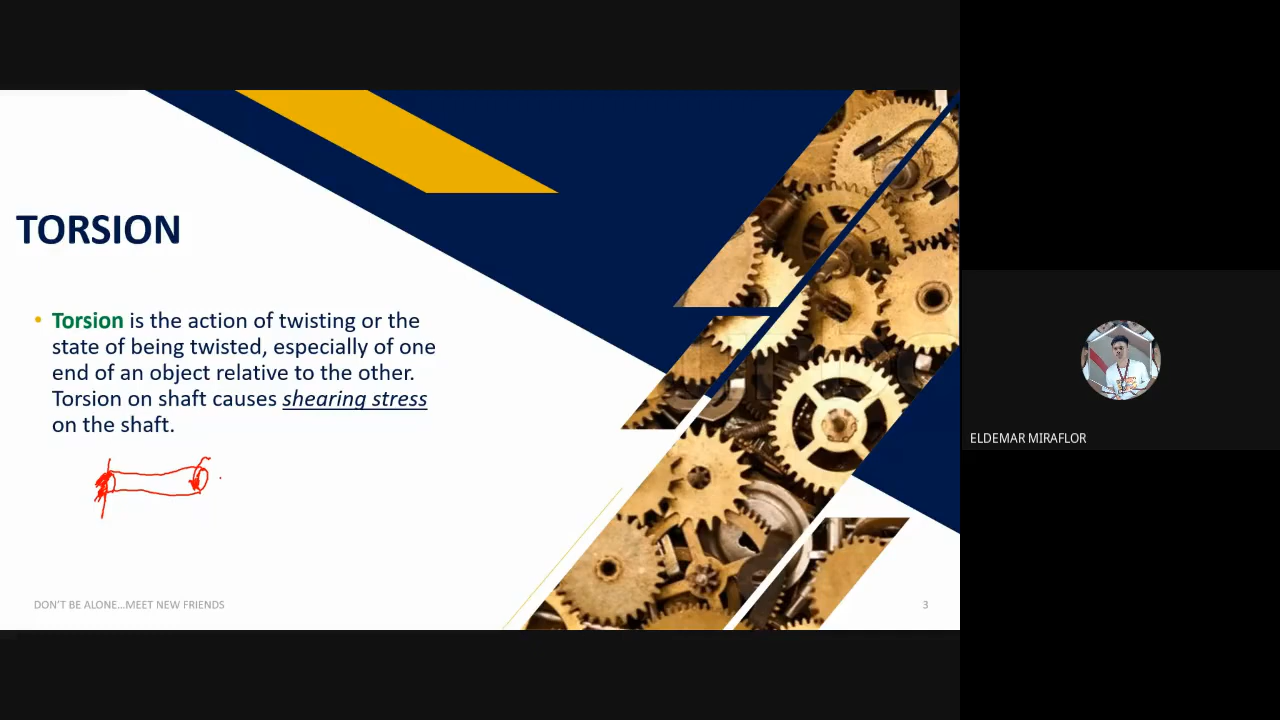 TORSION
• Torsion is the action of twisting or the
state of being twisted, especially of one
end of an object relative to the other.
Torsion on shaft causes shearing stress
on the shaft.
DON'T BE ALONE...MEET NEW FRIENDS
3
ELDEMAR MIRAFLOR